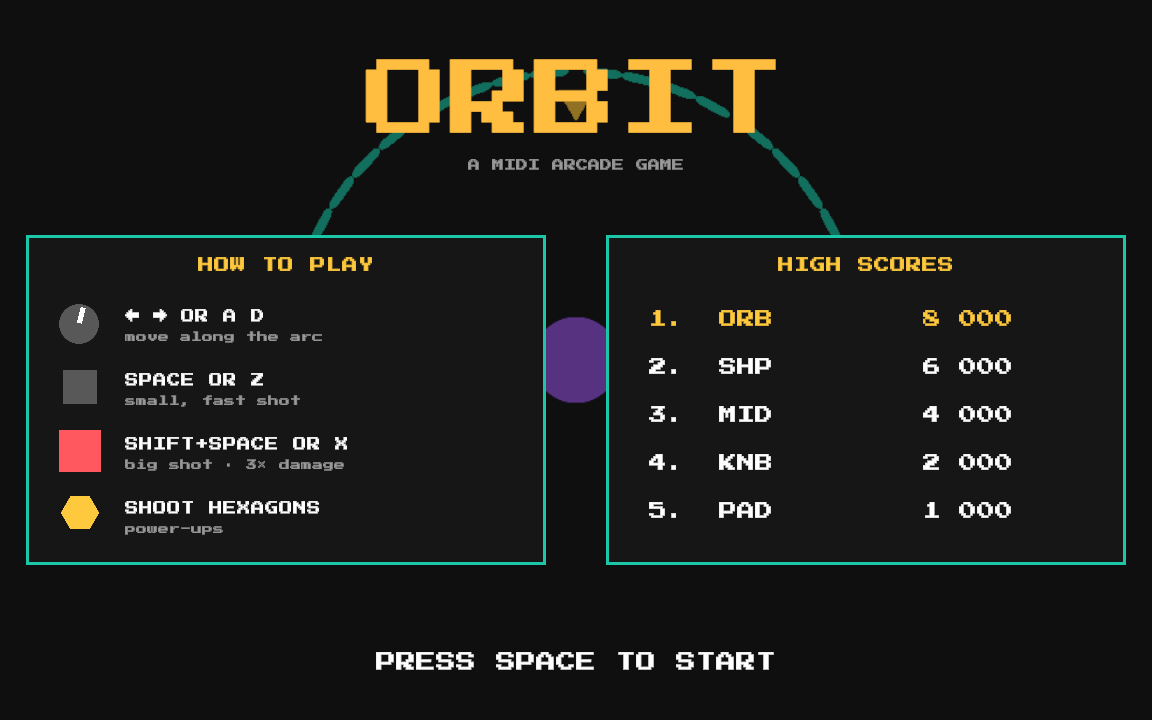 ORBIT
A MIDI ARCADE GAME
HOW TO PLAY
← → OR A D
move along the arc
SPACE OR Z
small, fast shot
SHIFT+SPACE OR X
big shot · 3× damage
SHOOT HEXAGONS
power-ups
HIGH SCORES
1. ORB 8 000
2. SHP 6 000
3. MID 4 000
4. KNB 2 000
5. PAD 1 000
PRESS SPACE TO START